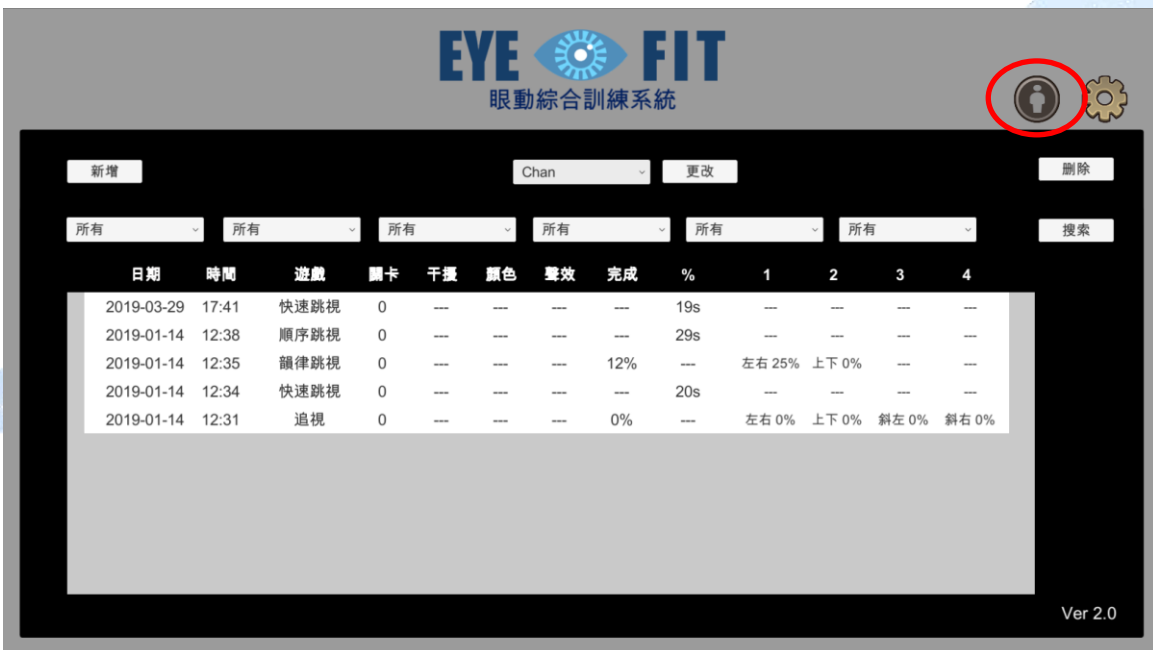 EYE FIT
眼動綜合訓練系統
新增 Chan 更改 刪除
所有 所有 所有 所有 所有 所有 搜索
日期 時間 遊戲 關卡 干擾 顏色 聲效 完成 % 1 2 3 4
2019-03-29 17:41 快速跳視 0 --- --- --- --- 19s --- --- --- ---
2019-01-14 12:38 順序跳視 0 --- --- --- --- 29s --- --- --- ---
2019-01-14 12:35 韻律跳視 0 --- --- --- 12% --- 左右 25% 上下 0% --- ---
2019-01-14 12:34 快速跳視 0 --- --- --- --- 20s --- --- --- ---
2019-01-14 12:31 追視 0 --- --- --- 0% --- 左右 0% 上下 0% 斜左 0% 斜右 0%
Ver 2.0